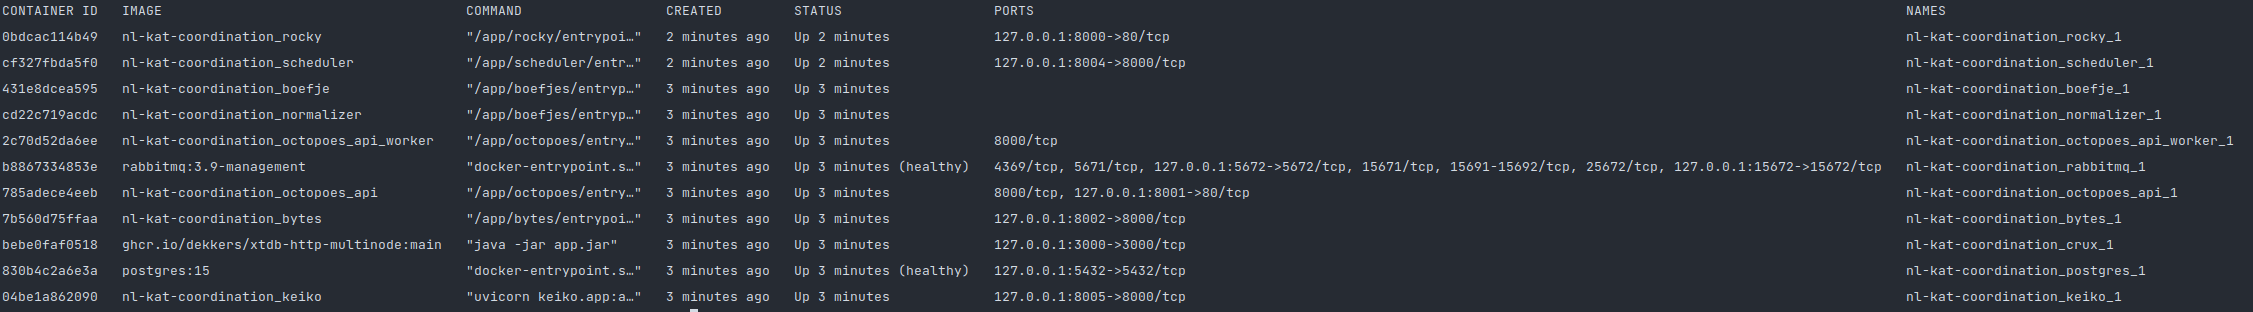 CONTAINER ID IMAGE COMMAND CREATED STATUS PORTS NAMES
0bdcac114b49 nl-kat-coordination_rocky "/app/rocky/entrypoi…" 2 minutes ago Up 2 minutes 127.0.0.1:8000->80/tcp nl-kat-coordination_rocky_1
cf327fbda5f0 nl-kat-coordination_scheduler "/app/scheduler/entr…" 2 minutes ago Up 2 minutes 127.0.0.1:8004->8000/tcp nl-kat-coordination_scheduler_1
431e8dcea595 nl-kat-coordination_boefje "/app/boefjes/entryp…" 3 minutes ago Up 3 minutes nl-kat-coordination_boefje_1
cd22c719acdc nl-kat-coordination_normalizer "/app/boefjes/entryp…" 3 minutes ago Up 3 minutes nl-kat-coordination_normalizer_1
2c70d52da6ee nl-kat-coordination_octopoes_api_worker "/app/octopoes/entry…" 3 minutes ago Up 3 minutes 8000/tcp nl-kat-coordination_octopoes_api_worker_1
b8867334853e rabbitmq:3.9-management "docker-entrypoint.s…" 3 minutes ago Up 3 minutes (healthy) 4369/tcp, 5671/tcp, 127.0.0.1:5672->5672/tcp, 15671/tcp, 15691-15692/tcp, 25672/tcp, 127.0.0.1:15672->15672/tcp nl-kat-coordination_rabbitmq_1
785adece4eeb nl-kat-coordination_octopoes_api "/app/octopoes/entry…" 3 minutes ago Up 3 minutes 8000/tcp, 127.0.0.1:8001->80/tcp nl-kat-coordination_octopoes_api_1
7b560d75ffaa nl-kat-coordination_bytes "/app/bytes/entrypoi…" 3 minutes ago Up 3 minutes 127.0.0.1:8002->8000/tcp nl-kat-coordination_bytes_1
bebe0faf0518 ghcr.io/dekkers/xtdb-http-multinode:main "java -jar app.jar" 3 minutes ago Up 3 minutes 127.0.0.1:3000->3000/tcp nl-kat-coordination_crux_1
830b4c2a6e3a postgres:15 "docker-entrypoint.s…" 3 minutes ago Up 3 minutes (healthy) 127.0.0.1:5432->5432/tcp nl-kat-coordination_postgres_1
04be1a862090 nl-kat-coordination_keiko "uvicorn keiko.app:a…" 3 minutes ago Up 3 minutes 127.0.0.1:8005->8000/tcp nl-kat-coordination_keiko_1